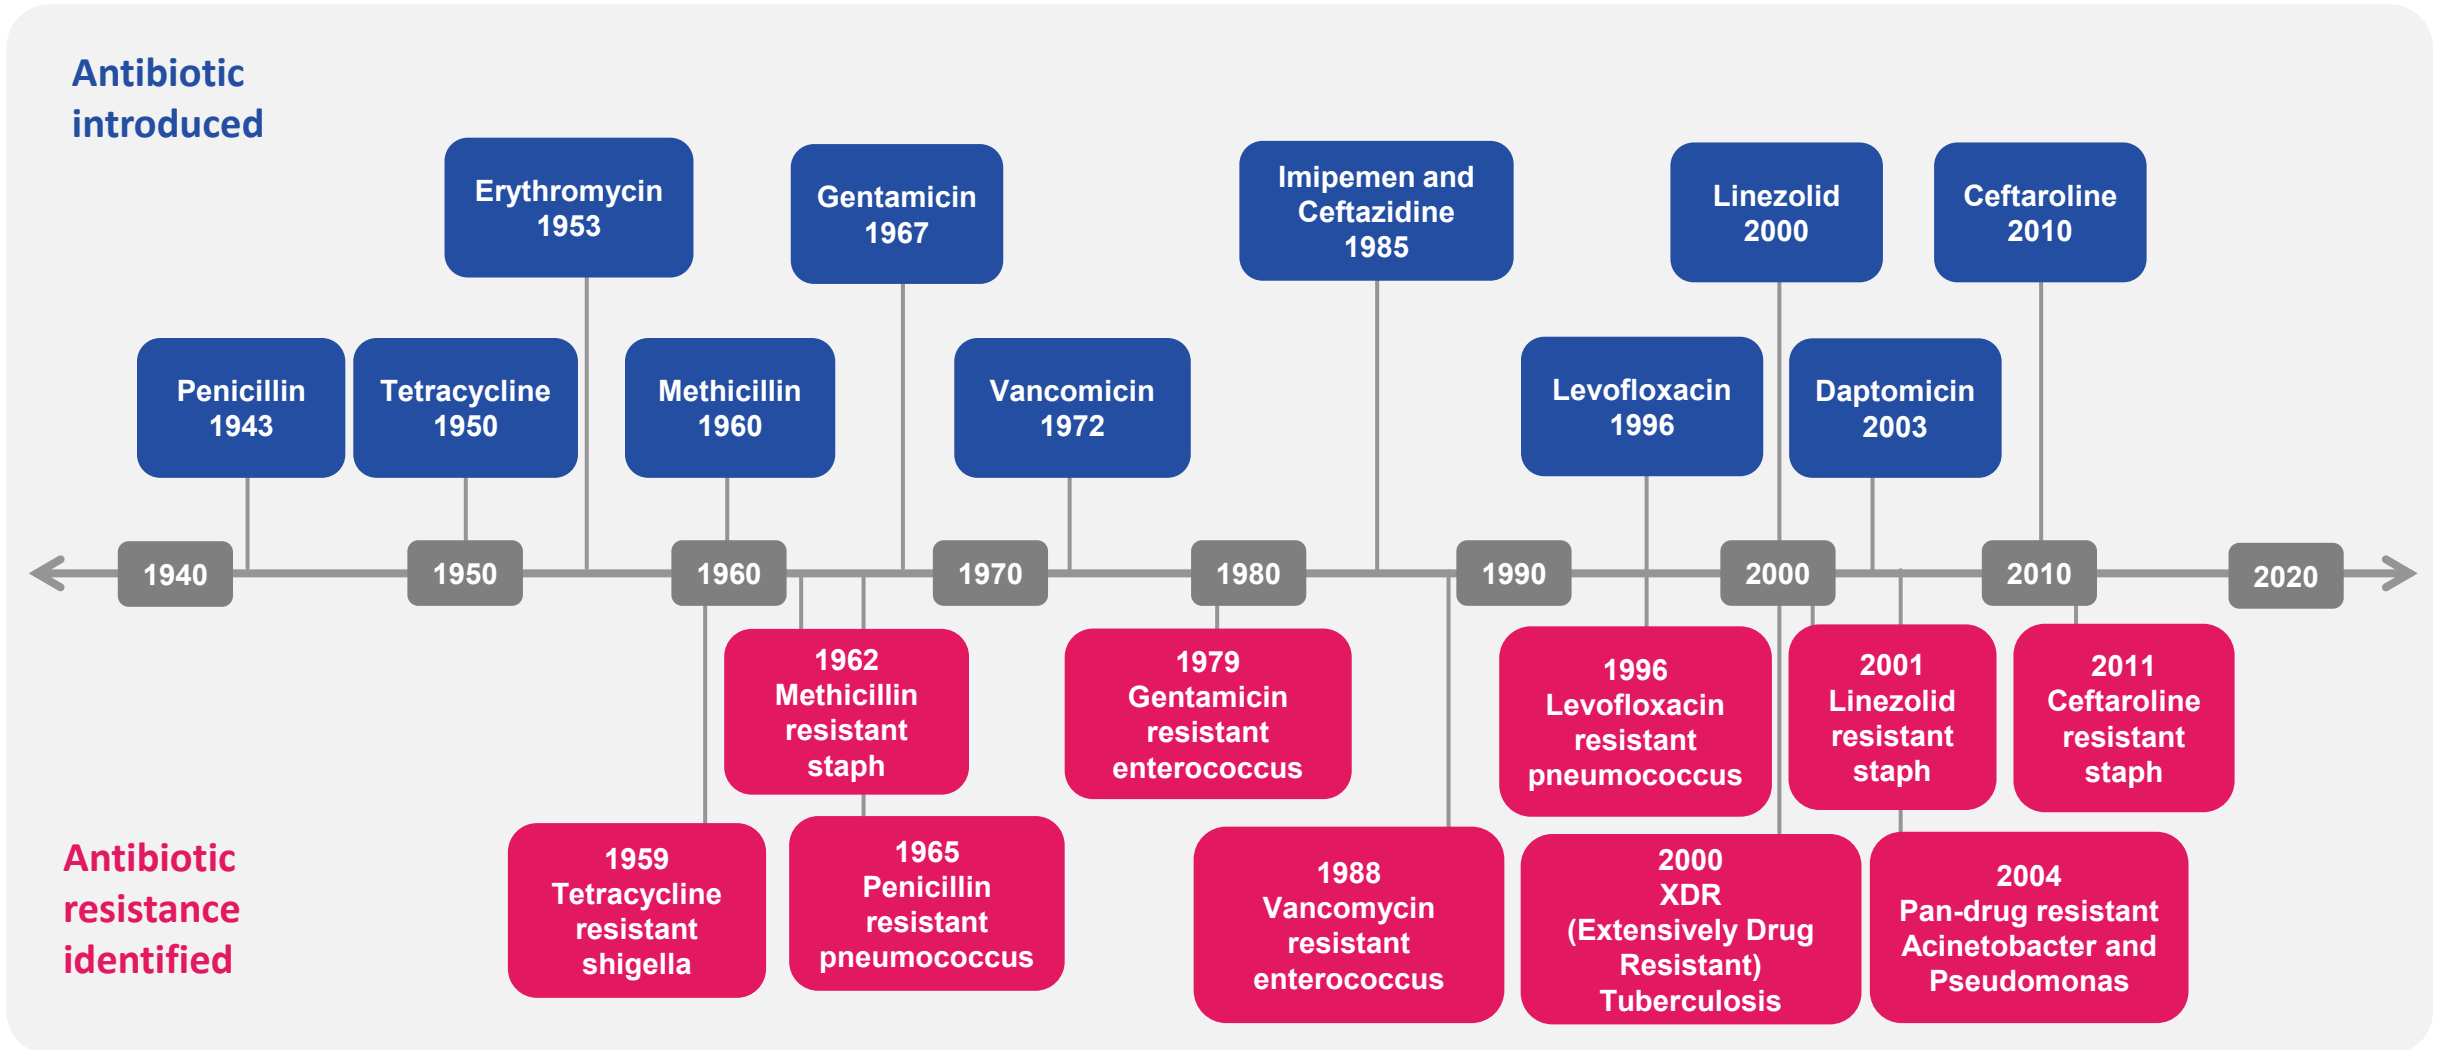 Antibiotic
introduced
Erythromycin
1953
Gentamicin
1967
Imipemen and
Ceftazidine
1985
Linezolid
2000
Ceftaroline
2010
Penicillin
1943
Tetracycline
1950
Methicillin
1960
Vancomicin
1972
Levofloxacin
1996
Daptomicin
2003
1940
1950
1960
1970
1980
1990
2000
2010
2020
1962
Methicillin
resistant
staph
1979
Gentamicin
resistant
enterococcus
1996
Levofloxacin
resistant
pneumococcus
2001
Linezolid
resistant
staph
2011
Ceftaroline
resistant
staph
Antibiotic
resistance
identified
1959
Tetracycline
resistant
shigella
1965
Penicillin
resistant
pneumococcus
1988
Vancomycin
resistant
enterococcus
2000
XDR
(Extensively Drug
Resistant)
Tuberculosis
2004
Pan-drug resistant
Acinetobacter and
Pseudomonas